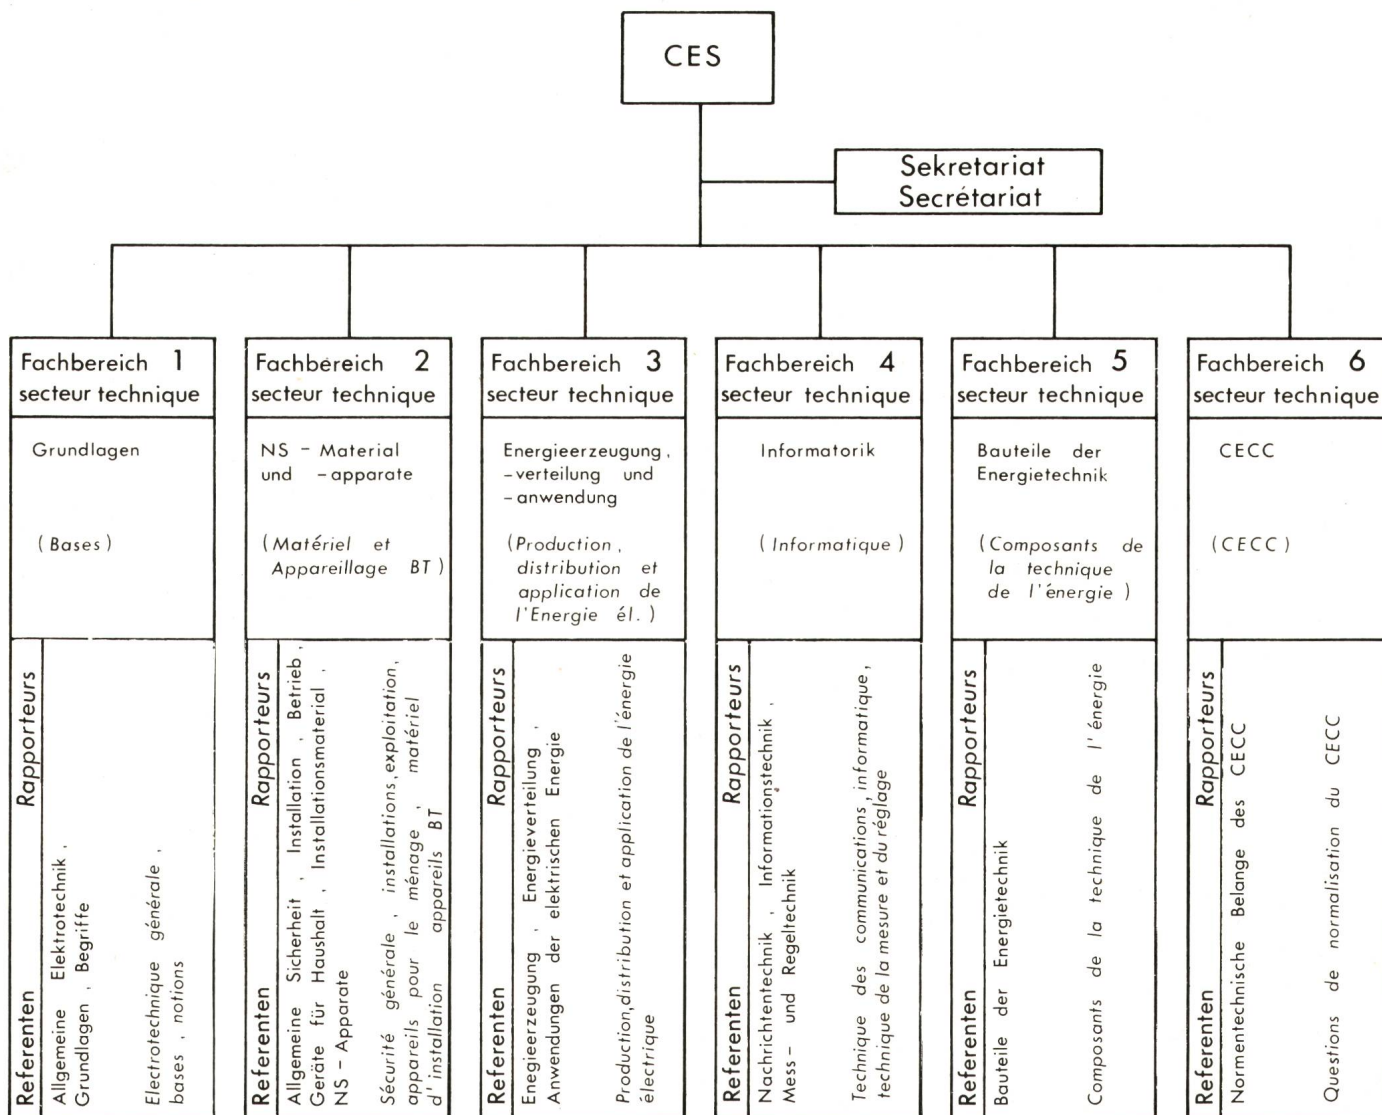 CES
Sekretariat
Secrétariat
Fachbereich 1
secteur technique
Grundlagen
(Bases)
Referenten Rapporteurs
Allgemeine Elektrotechnik,
Grundlagen, Begriffe
Electrotechnique générale,
bases, notions
Fachbereich 2
secteur technique
NS - Material
und - apparate
(Matériel et
Appareillage BT)
Referenten Rapporteurs
Allgemeine Sicherheit, Installation, Betrieb,
Geräte für Haushalt, Installationsmaterial,
NS - Apparate
Sécurité générale, installations, exploitation,
appareils pour le ménage, matériel
d'installation appareils BT
Fachbereich 3
secteur technique
Energieerzeugung,
-verteilung und
-anwendung
(Production,
distribution et
application de
l'Energie él.)
Referenten Rapporteurs
Enegieerzeugung, Energieverteilung,
Anwendungen der elektrischen Energie
Production, distribution et application de l'énergie
électrique
Fachbereich 4
secteur technique
Informatorik
(Informatique)
Referenten Rapporteurs
Nachrichtentechnik, Informationstechnik,
Mess- und Regeltechnik
Technique des communications, informatique,
technique de la mesure et du réglage
Fachbereich 5
secteur technique
Bauteile der
Energietechnik
(Composants de
la technique
de l'énergie)
Referenten Rapporteurs
Bauteile der Energietechnik
Composants de la technique de l'énergie
Fachbereich 6
secteur technique
CECC
(CECC)
Referenten Rapporteurs
Normentechnische Belange des CECC
Questions de normalisation du CECC